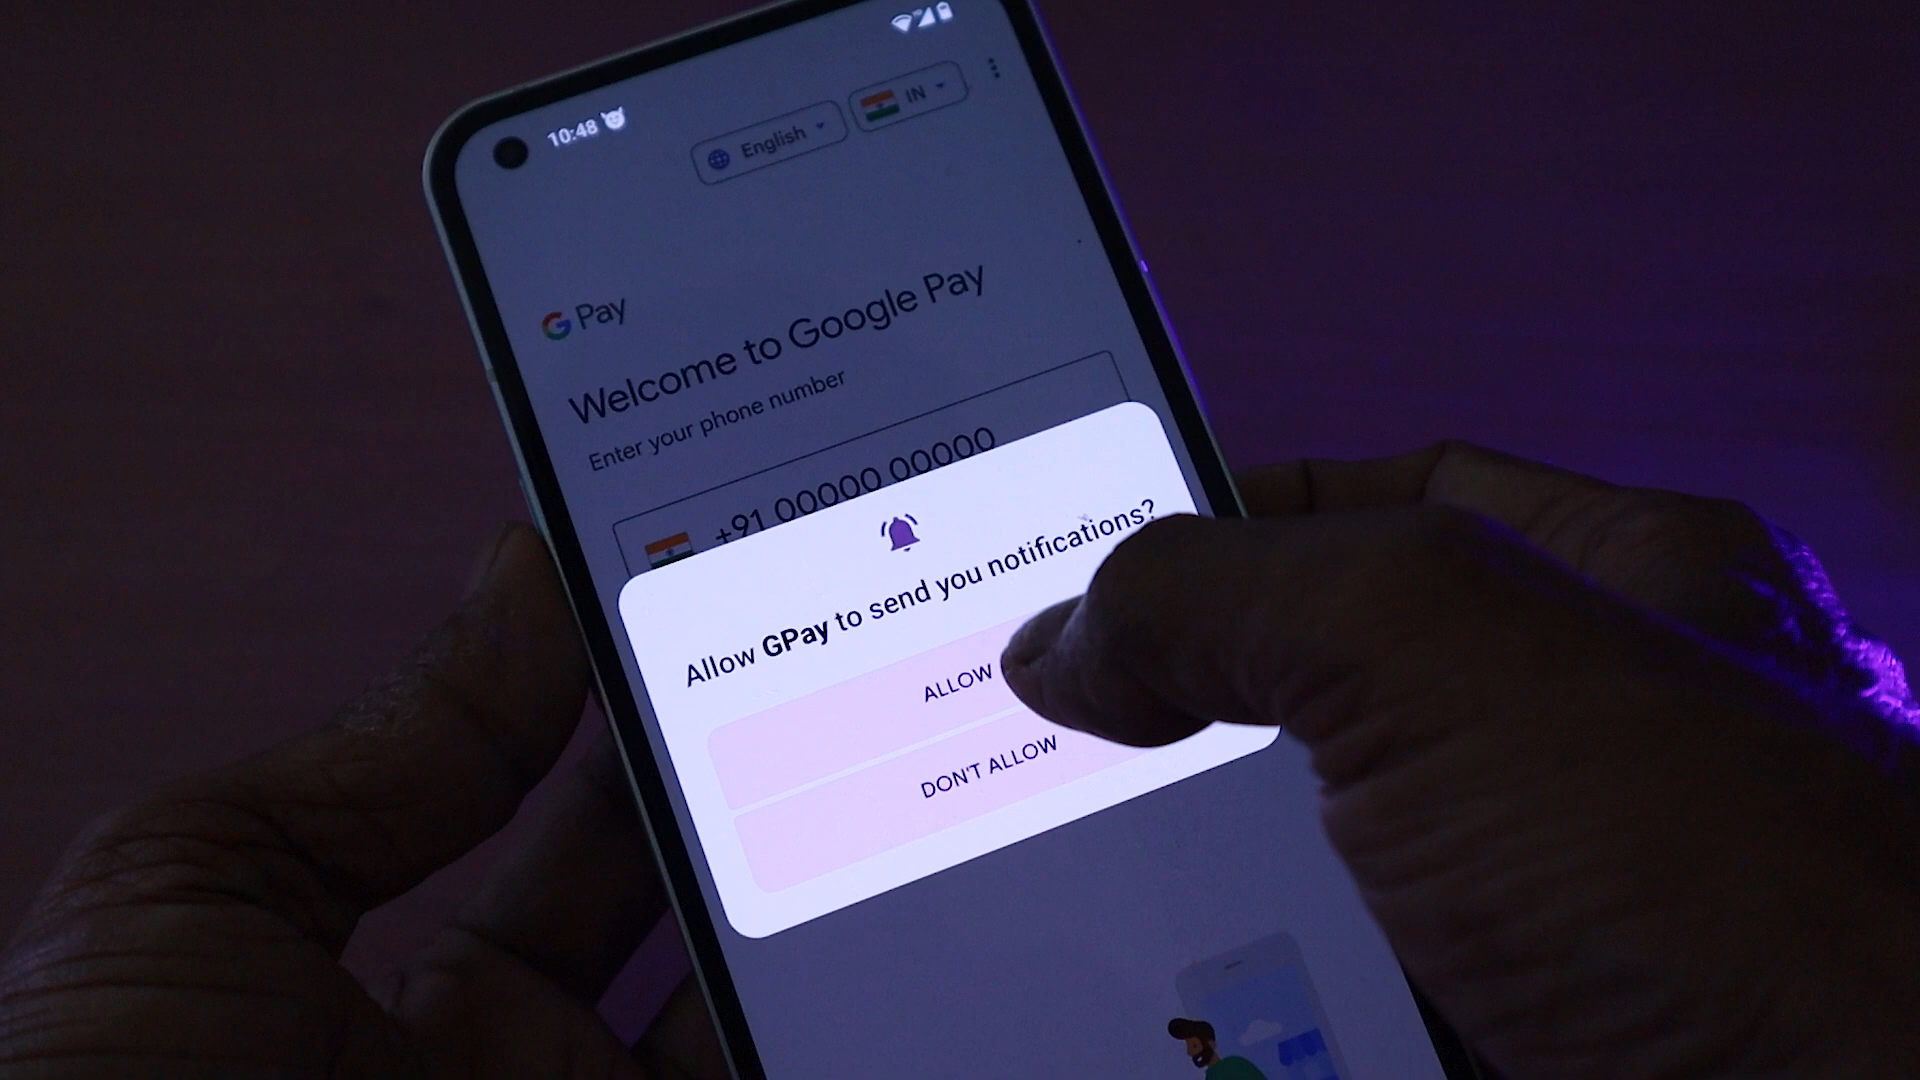 10:48
English
IN
G Pay
Welcome to Google Pay
Enter your phone number
+91 00000 00000
Allow GPay to send you notifications?
ALLOW
DON'T ALLOW